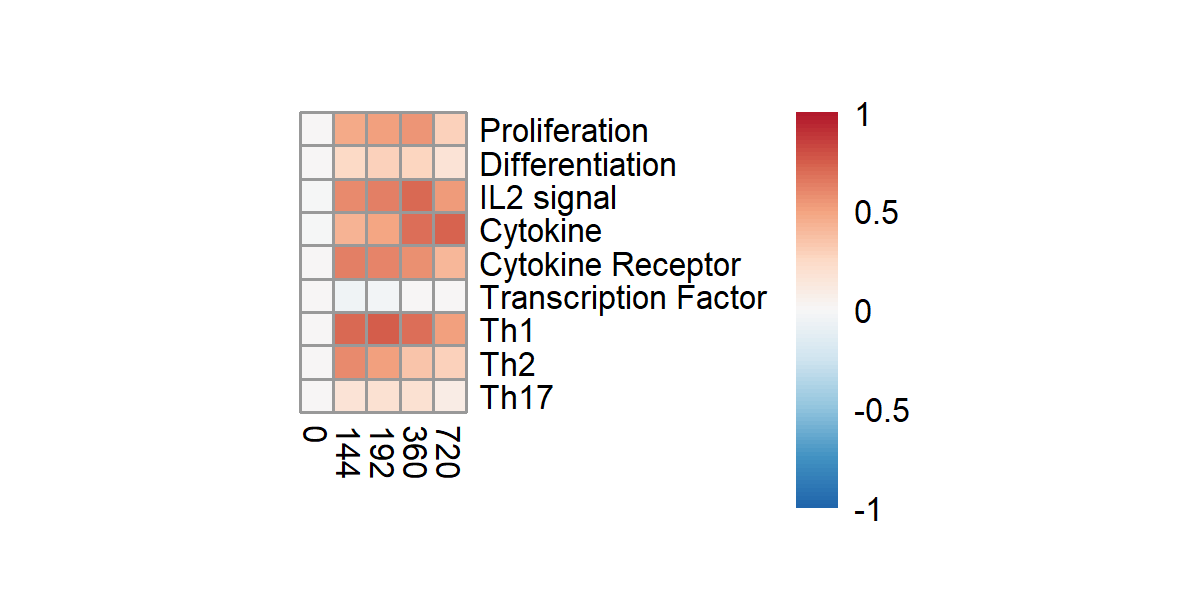 Proliferation
Differentiation
IL2 signal
Cytokine
Cytokine Receptor
Transcription Factor
Th1
Th2
Th17
0
144
192
360
720
1
0.5
0
-0.5
-1